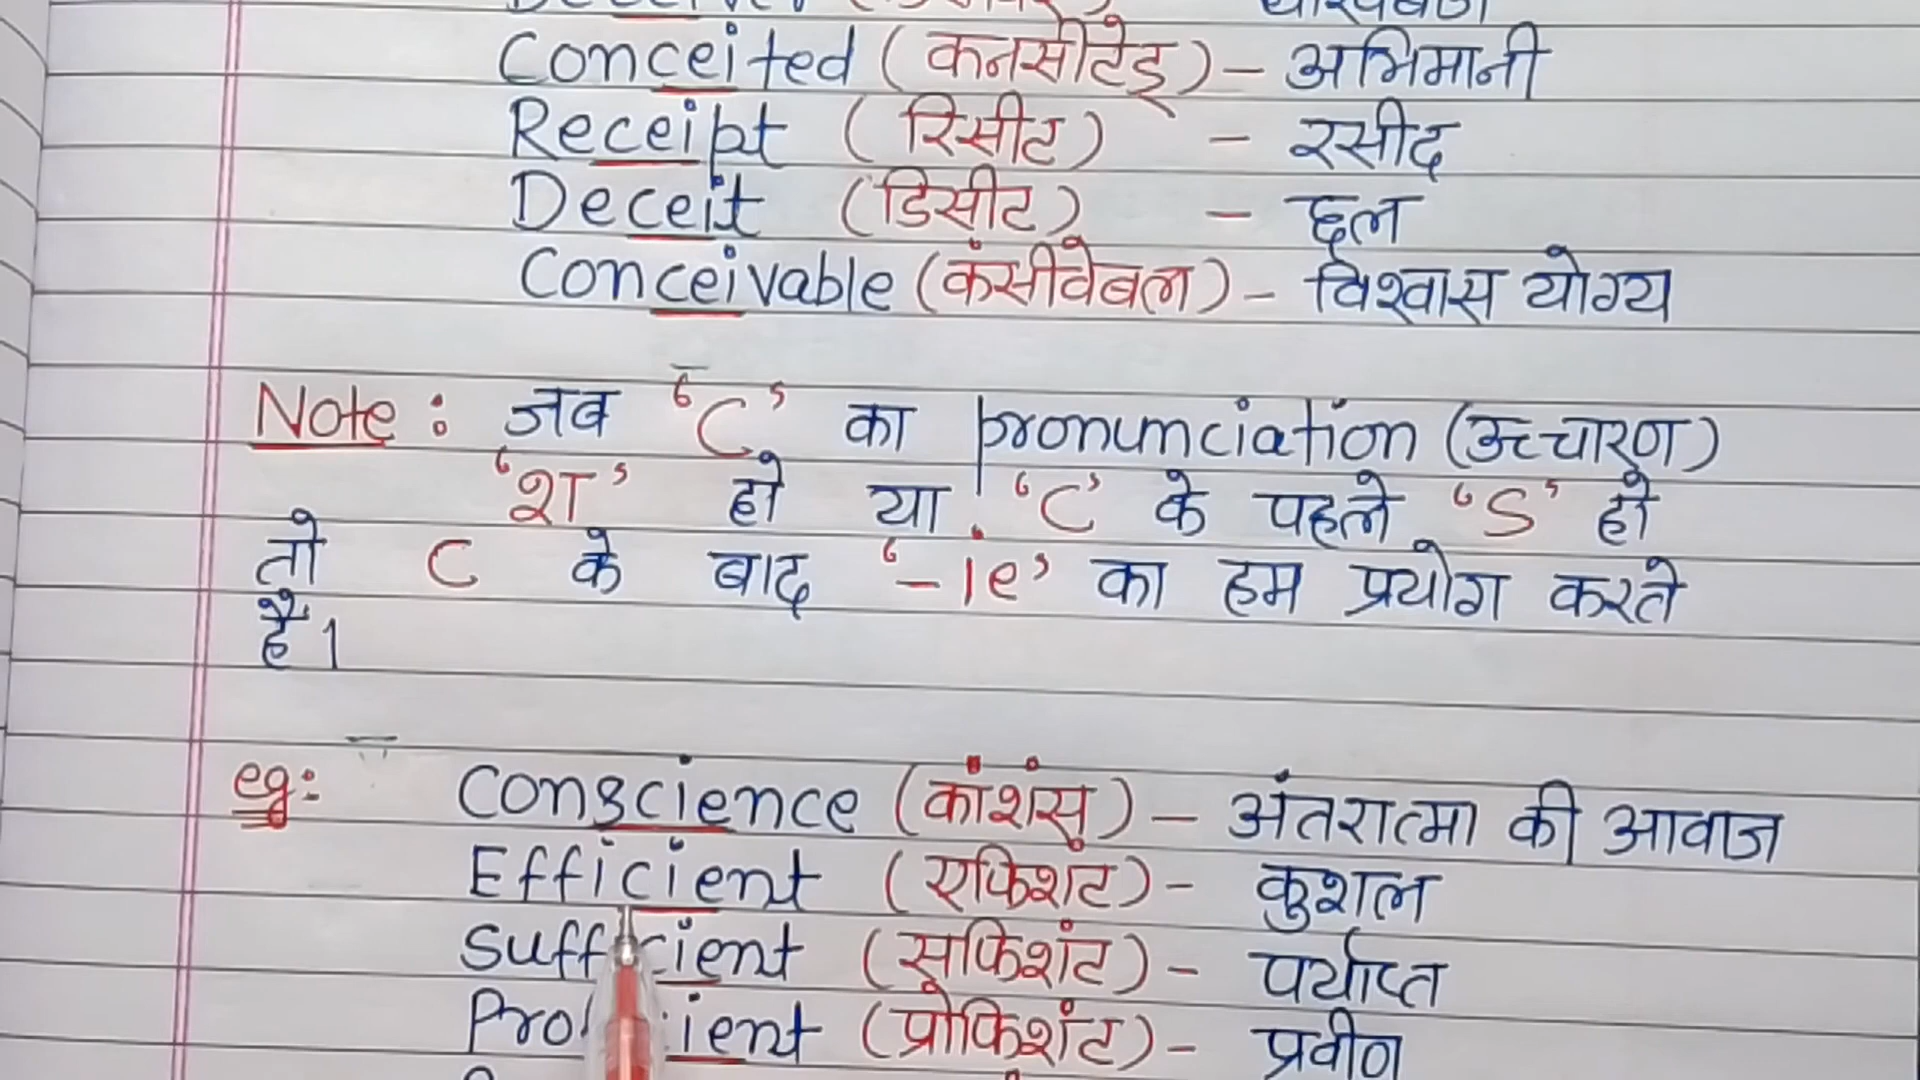 Conceited (कनसीटेड) - अभिमानी
Receipt (रिसीट) - रसीद
Deceit (डिसीट) - छल
Conceivable (कंसीवेबल) - विश्वास योग्य
Note : जब 'C' का pronunciation (उच्चारण)
'श' हो या 'C' के पहले 'S' हो
तो C के बाद '-ie' का हम प्रयोग करते
हैं।
eg: Conscience (कांशंस) - अंतरात्मा की आवाज
Efficient (एफिशंट) - कुशल
Sufficient (सफिशंट) - पर्याप्त
(प्रोफिशंट) - प्रवीण